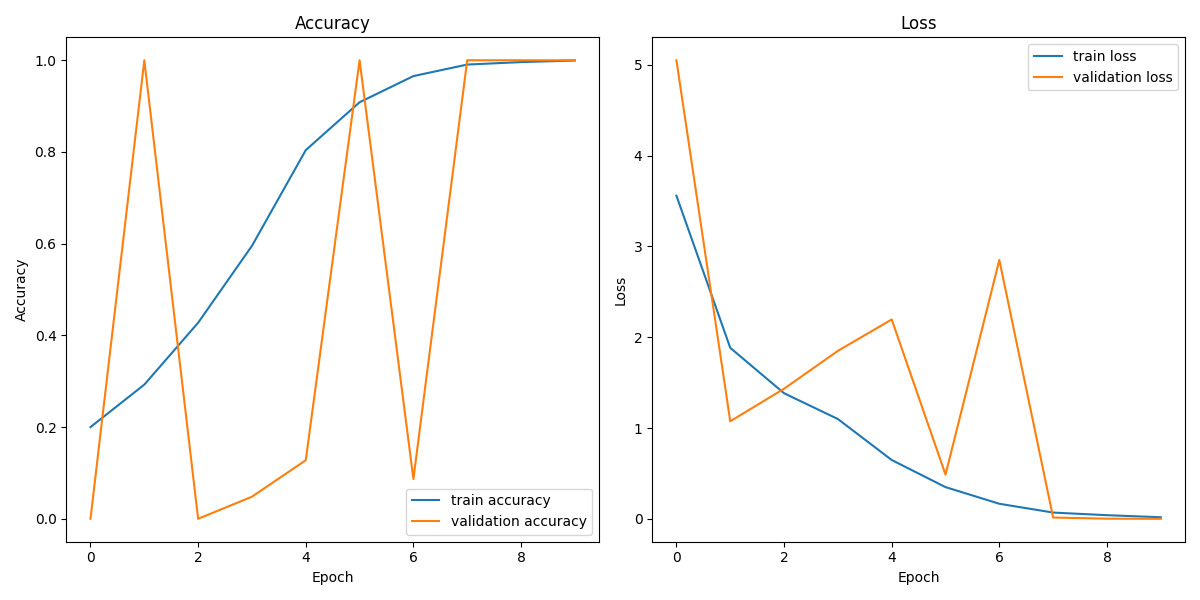 Accuracy
1.0
0.8
0.6
0.4
0.2
0.0
Accuracy
train accuracy
validation accuracy
0 2 4 6 8
Epoch
Loss
5
4
3
2
1
0
Loss
train loss
validation loss
0 2 4 6 8
Epoch